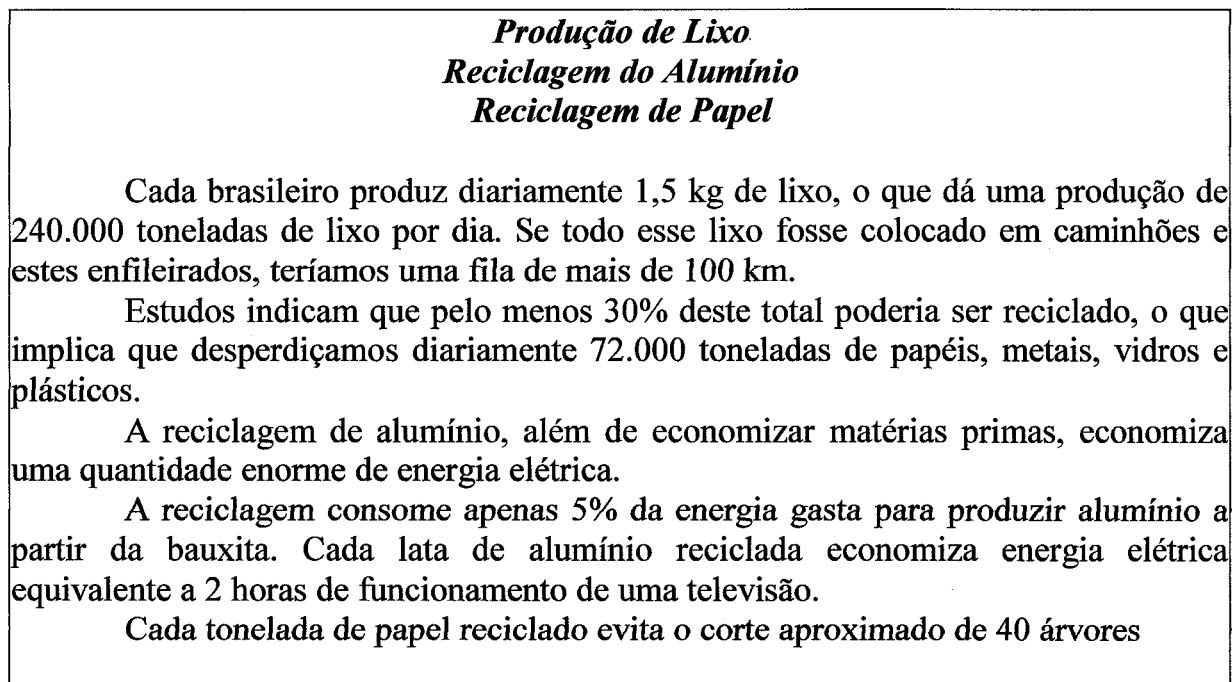 Produção de Lixo
Reciclagem do Alumínio
Reciclagem de Papel
Cada brasileiro produz diariamente 1,5 kg de lixo, o que dá uma produção de
240.000 toneladas de lixo por dia. Se todo esse lixo fosse colocado em caminhões e
estes enfileirados, teríamos uma fila de mais de 100 km.
Estudos indicam que pelo menos 30% deste total poderia ser reciclado, o que
implica que desperdiçamos diariamente 72.000 toneladas de papéis, metais, vidros e
plásticos.
A reciclagem de alumínio, além de economizar matérias primas, economiza
uma quantidade enorme de energia elétrica.
A reciclagem consome apenas 5% da energia gasta para produzir alumínio a
partir da bauxita. Cada lata de alumínio reciclada economiza energia elétrica
equivalente a 2 horas de funcionamento de uma televisão.
Cada tonelada de papel reciclado evita o corte aproximado de 40 árvores